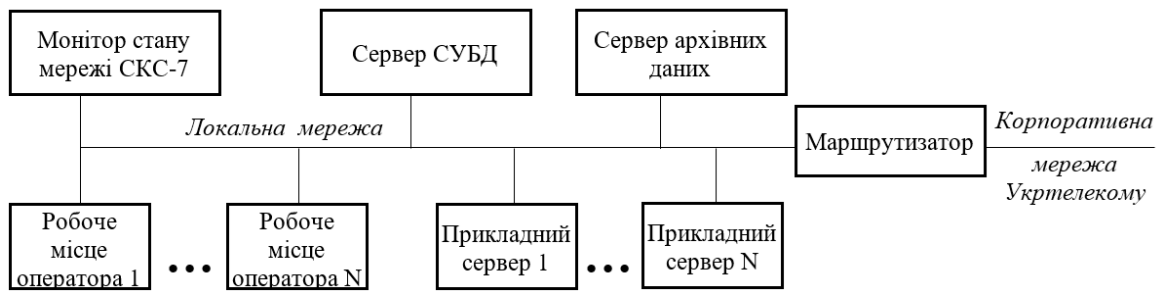 Монітор стану
мережі СКС-7
Сервер СУБД
Сервер архівних
даних
Локальна мережа
Маршрутизатор
Корпоративна
мережа
Укртелекому
Робоче
місце
оператора 1
...
Робоче
місце
оператора N
Прикладний
сервер 1
...
Прикладний
сервер N